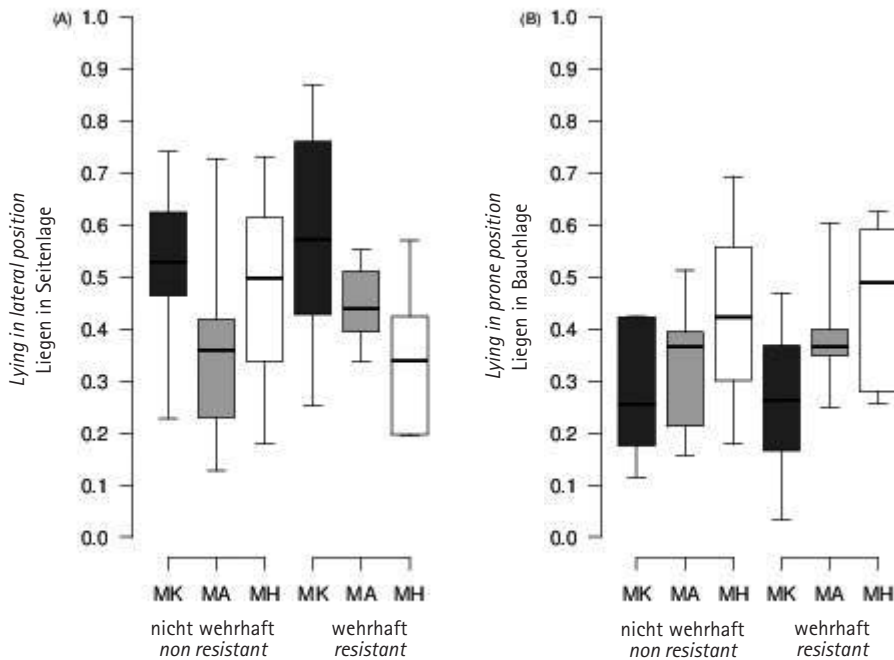 (A)
1.0
0.9
0.8
0.7
0.6
0.5
0.4
0.3
0.2
0.1
0.0
Lying in lateral position
Liegen in Seitenlage
MK MA MH MK MA MH
nicht wehrhaft wehrhaft
non resistant resistant
(B)
1.0
0.9
0.8
0.7
0.6
0.5
0.4
0.3
0.2
0.1
0.0
Lying in prone position
Liegen in Bauchlage
MK MA MH MK MA MH
nicht wehrhaft wehrhaft
non resistant resistant